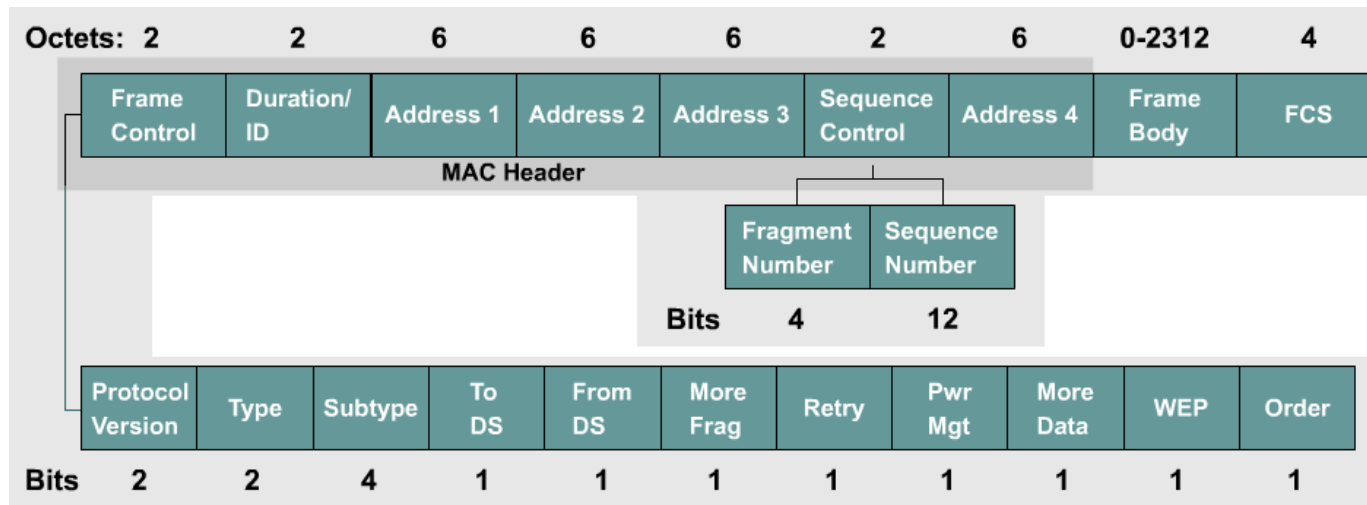 Octets: 2 2 6 6 6 2 6 0-2312 4
Frame Control Duration/ ID Address 1 Address 2 Address 3 Sequence Control Address 4 Frame Body FCS
MAC Header
Fragment Number Sequence Number
Bits 4 12
Protocol Version Type Subtype To DS From DS More Frag Retry Pwr Mgt More Data WEP Order
Bits 2 2 4 1 1 1 1 1 1 1 1